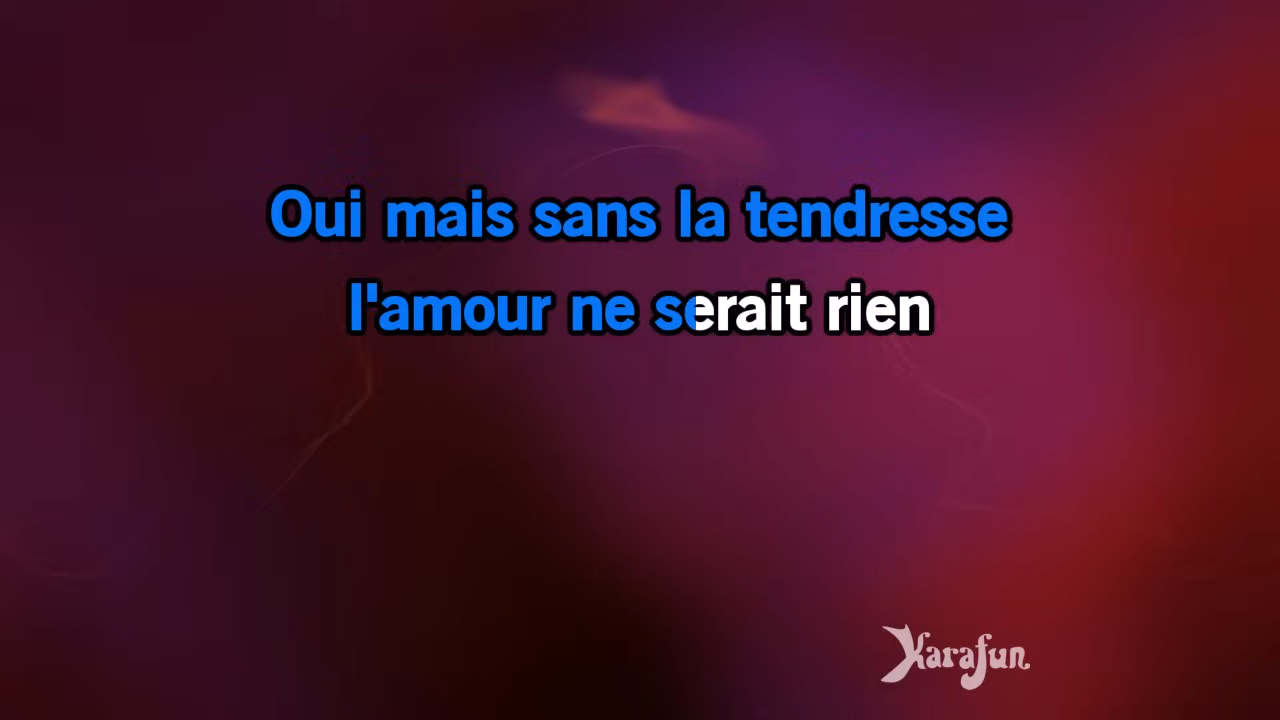 Oui mais sans la tendresse
l'amour ne serait rien
Karafun